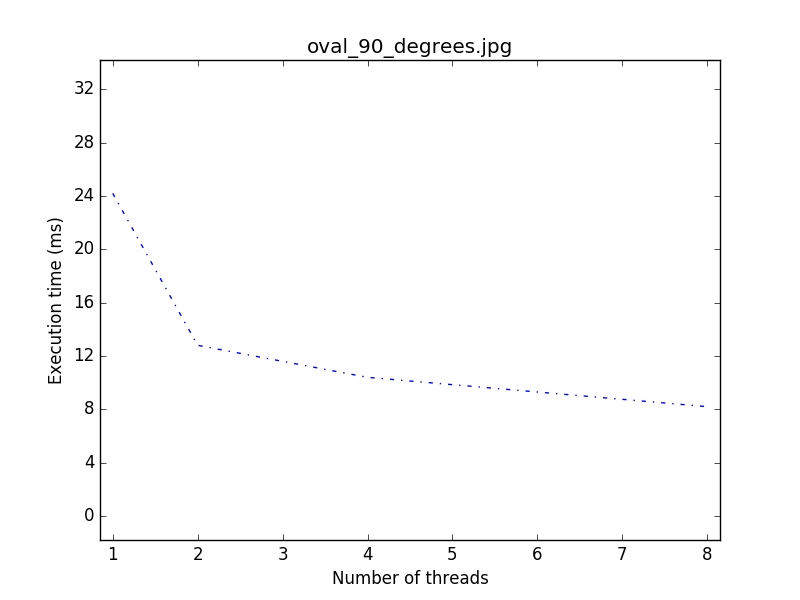 oval_90_degrees.jpg
32
28
24
20
16
12
8
4
0
Execution time (ms)
1 2 3 4 5 6 7 8
Number of threads